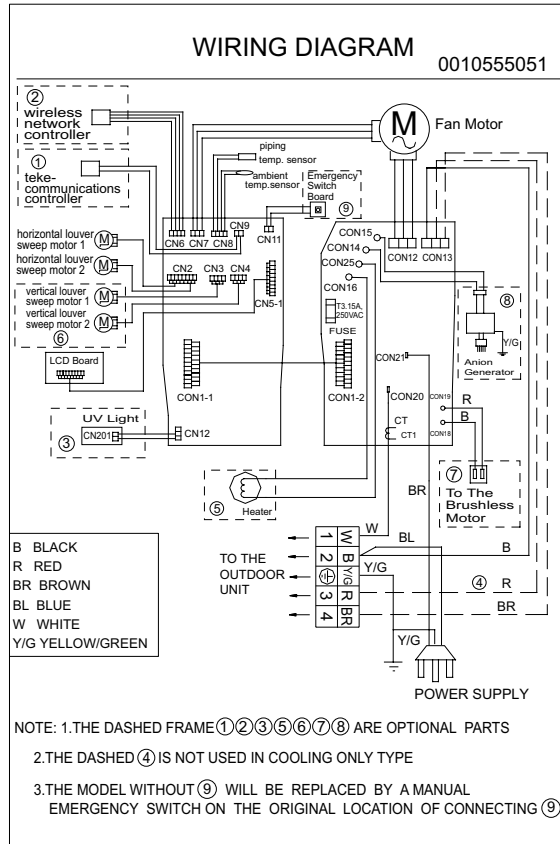 WIRING DIAGRAM
0010555051
②
wireless
network
controller
①
teke-
communications
controller
M
Fan Motor
piping
temp. sensor
ambient
temp.sensor
Emergency
Switch
Board
⑨
CN6 CN7 CN8
CN9
CN11
horizontal louver
sweep motor 1
M
horizontal louver
sweep motor 2
M
vertical louver
sweep motor 1
M
vertical louver
sweep motor 2
M
⑥
CN2 CN3 CN4
CN5-1
CON15
CON14
CON25
CON16
CON12 CON13
T3.15A,
250VAC
FUSE
⑧
Y/G
Anion
Generator
LCD Board
CON1-1
CON1-2
CON21
CON20
CON19
CT
CT1
CON18
R
B
UV Light
③
CN201
CN12
⑤
Heater
⑦
To The
Brushless
Motor
BR
B BLACK
R RED
BR BROWN
BL BLUE
W WHITE
Y/G YELLOW/GREEN
TO THE
OUTDOOR
UNIT
1 W
2 B
Y/G
3 R
4 BR
W
BL
B
Y/G
④ R
BR
Y/G
POWER SUPPLY
NOTE: 1.THE DASHED FRAME①②③⑤⑥⑦⑧ ARE OPTIONAL PARTS
2.THE DASHED ④ IS NOT USED IN COOLING ONLY TYPE
3.THE MODEL WITHOUT ⑨ WILL BE REPLACED BY A MANUAL
EMERGENCY SWITCH ON THE ORIGINAL LOCATION OF CONNECTING ⑨